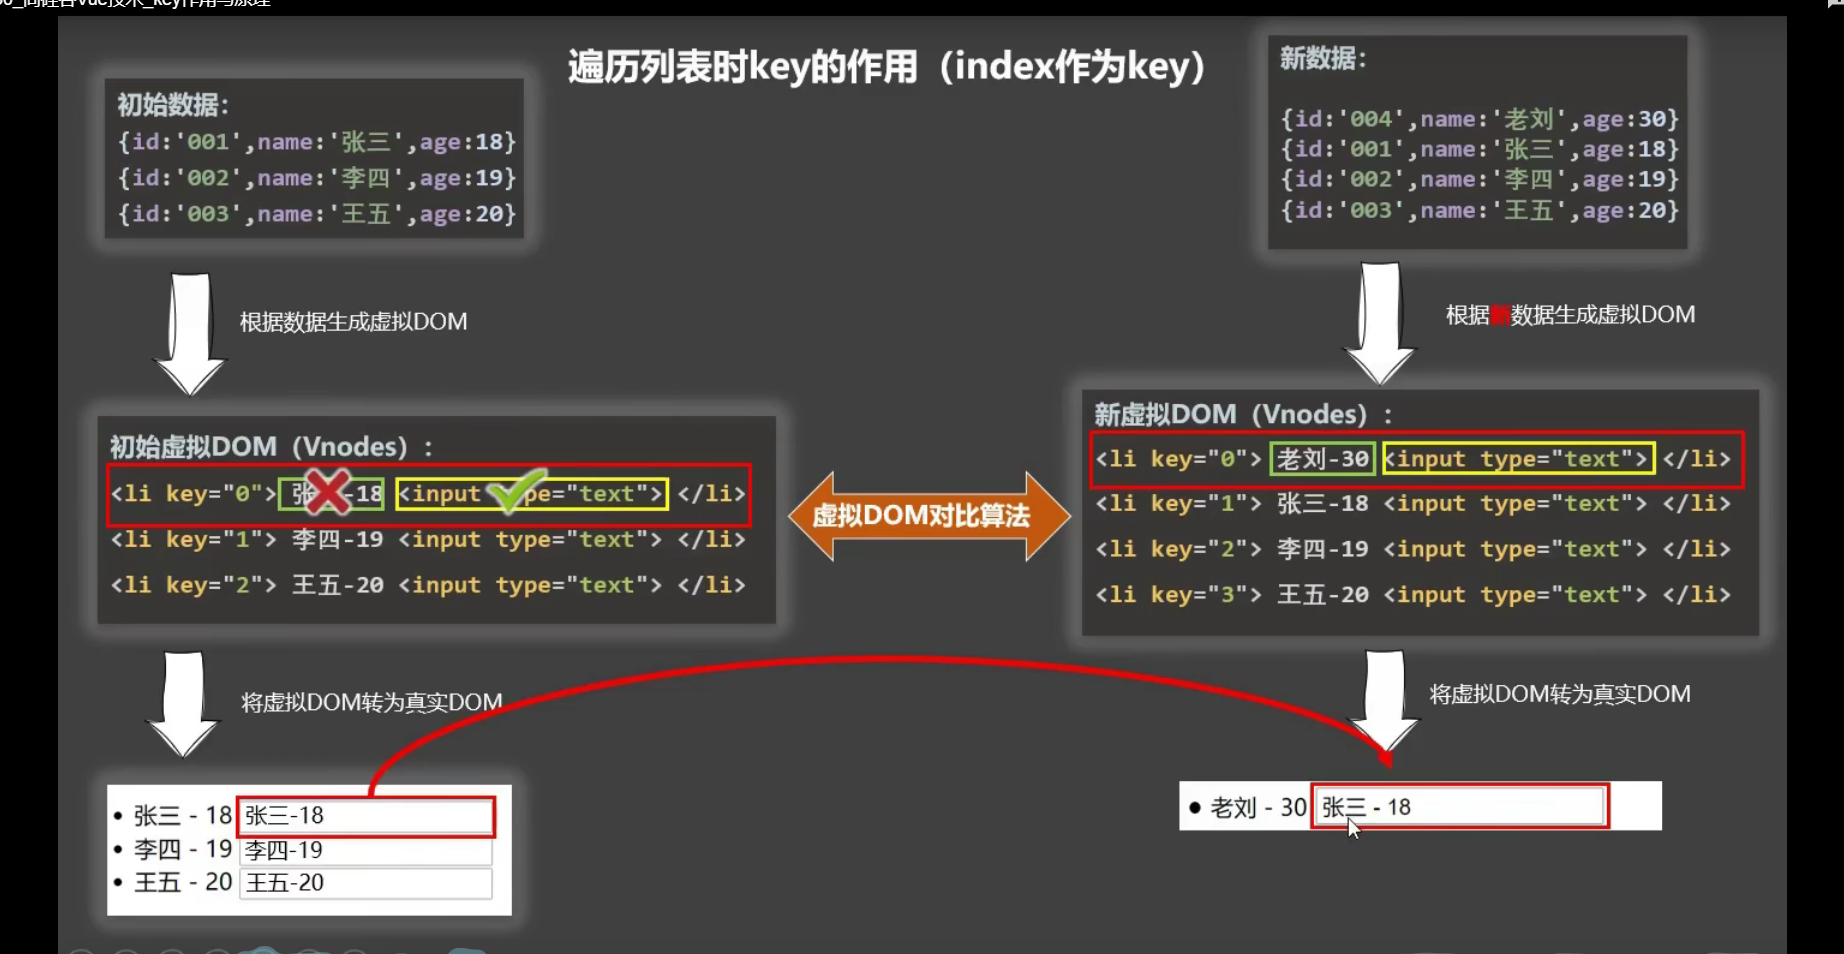 尚硅谷Vue技术_key作用与原理
遍历列表时key的作用（index作为key）
初始数据：
{id:'001',name:'张三',age:18}
{id:'002',name:'李四',age:19}
{id:'003',name:'王五',age:20}
根据数据生成虚拟DOM
初始虚拟DOM（Vnodes）：
<li key="0"> 张三-18 <input type="text"> </li>
<li key="1"> 李四-19 <input type="text"> </li>
<li key="2"> 王五-20 <input type="text"> </li>
将虚拟DOM转为真实DOM
• 张三 - 18 张三-18
• 李四 - 19 李四-19
• 王五 - 20 王五-20
虚拟DOM对比算法
新数据：
{id:'004',name:'老刘',age:30}
{id:'001',name:'张三',age:18}
{id:'002',name:'李四',age:19}
{id:'003',name:'王五',age:20}
根据新数据生成虚拟DOM
新虚拟DOM（Vnodes）：
<li key="0"> 老刘-30 <input type="text"> </li>
<li key="1"> 张三-18 <input type="text"> </li>
<li key="2"> 李四-19 <input type="text"> </li>
<li key="3"> 王五-20 <input type="text"> </li>
将虚拟DOM转为真实DOM
• 老刘 - 30 张三 - 18